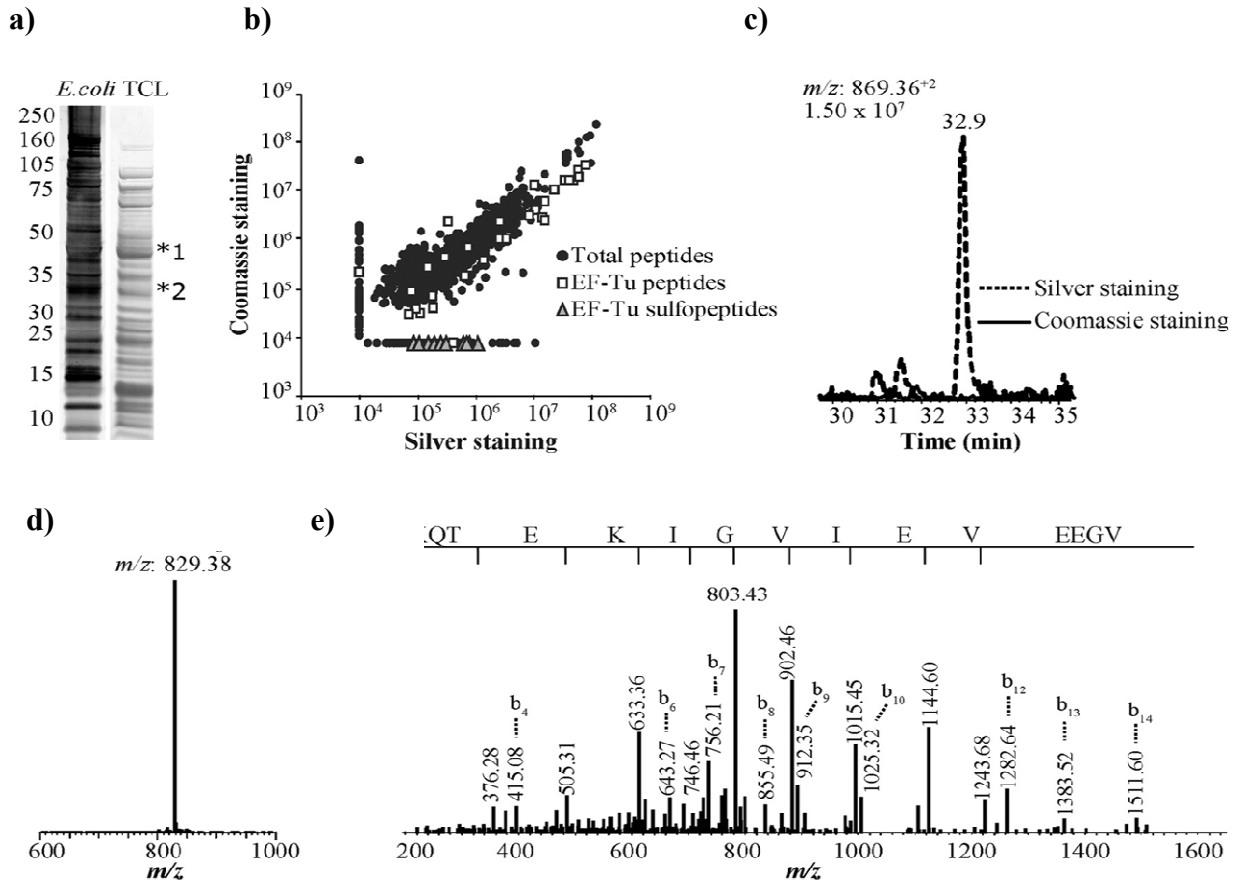 a)
E.coli TCL
250
160
105
75
50
35
30
25
15
10
*1
*2
b)
Coomassie staining
10⁹
10⁸
10⁷
10⁶
10⁵
10⁴
10³
10³ 10⁴ 10⁵ 10⁶ 10⁷ 10⁸ 10⁹
Silver staining
Total peptides
EF-Tu peptides
EF-Tu sulfopeptides
c)
m/z: 869.36⁺²
1.50 x 10⁷
32.9
Silver staining
Coomassie staining
30 31 32 33 34 35
Time (min)
d)
m/z: 829.38
600 800 1000
m/z
e)
QT E K I G V I E V EEGV
376.28
b₄
415.08
505.31
633.36
b₆
643.27
746.46
b₇
756.21
803.43
b₈
855.49
902.46
b₉
912.35
1015.45
b₁₀
1025.32
1144.60
1243.68
b₁₂
1282.64
b₁₃
1383.52
b₁₄
1511.60
200 400 600 800 1000 1200 1400 1600
m/z